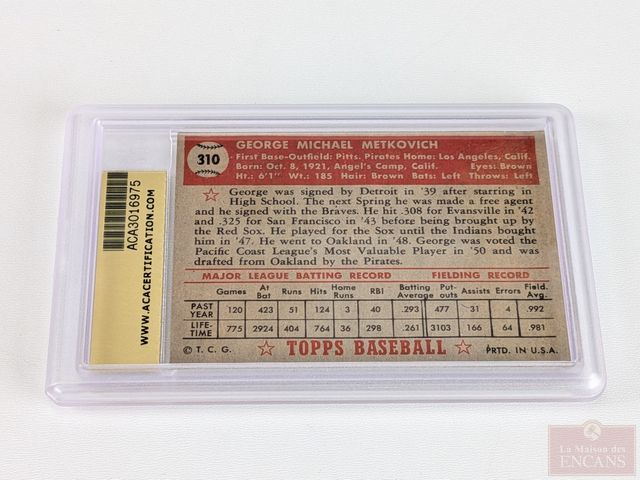 310
GEORGE MICHAEL METKOVICH
First Base-Outfield: Pitts. Pirates Home: Los Angeles, Calif.
Born: Oct. 8, 1921, Angel's Camp, Calif. Eyes: Brown
Ht.: 6'1" Wt.: 185 Hair: Brown Bats: Left Throws: Left
George was signed by Detroit in '39 after starring in
High School. The next Spring he was made a free agent
and he signed with the Braves. He hit .308 for Evansville in '42
and .325 for San Francisco in '43 before being brought up by
the Red Sox. He played for the Sox until the Indians bought
him in '47. He went to Oakland in '48. George was voted the
Pacific Coast League's Most Valuable Player in '50 and was
drafted from Oakland by the Pirates.
MAJOR LEAGUE BATTING RECORD FIELDING RECORD
Games At Bat Runs Hits Home Runs RBI Batting Average Put-outs Assists Errors Field. Avg.
PAST YEAR 120 423 51 124 3 40 .293 477 31 4 .992
LIFE-TIME 775 2924 404 764 36 298 .261 3103 166 64 .981
© T. C. G. TOPPS BASEBALL PRTD. IN U.S.A.
ACA3016975
WWW.ACACERTIFICATION.COM
La Maison des
ENCANS